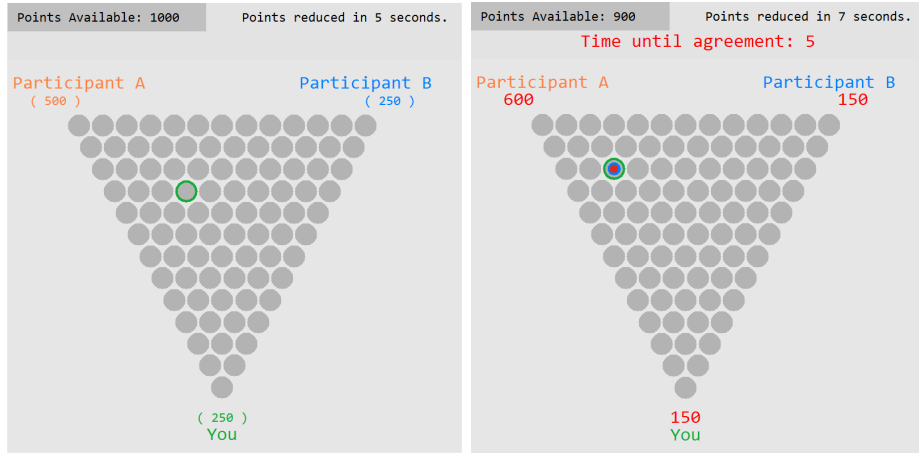 Points Available: 1000
Points reduced in 5 seconds.
Participant A
Participant B
( 500 )
( 250 )
( 250 )
You
Points Available: 900
Points reduced in 7 seconds.
Time until agreement: 5
Participant A
Participant B
600
150
150
You